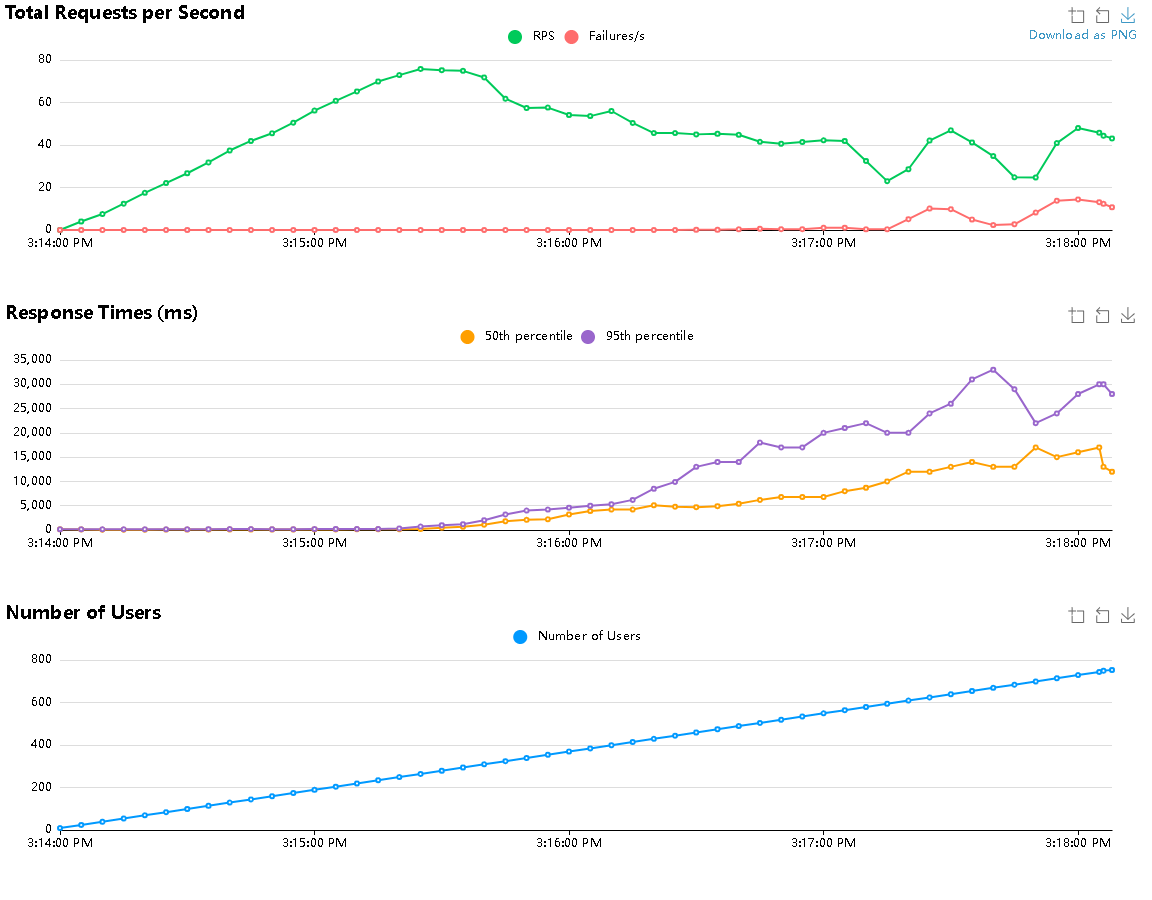 Total Requests per Second
Download as PNG
RPS Failures/s
80
60
40
20
0
3:14:00 PM 3:15:00 PM 3:16:00 PM 3:17:00 PM 3:18:00 PM
Response Times (ms)
50th percentile 95th percentile
35,000
30,000
25,000
20,000
15,000
10,000
5,000
0
3:14:00 PM 3:15:00 PM 3:16:00 PM 3:17:00 PM 3:18:00 PM
Number of Users
Number of Users
800
600
400
200
0
3:14:00 PM 3:15:00 PM 3:16:00 PM 3:17:00 PM 3:18:00 PM